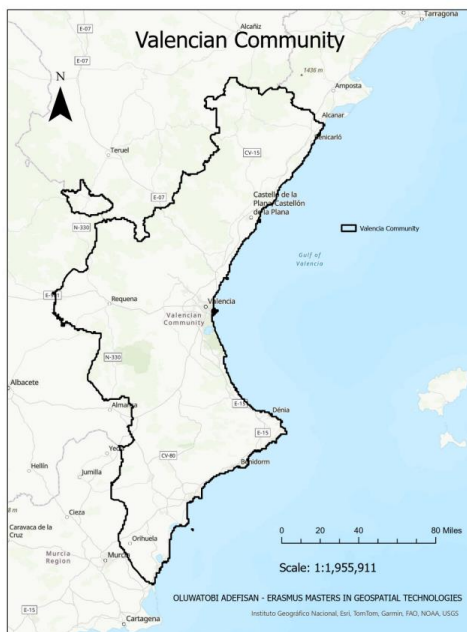 Tarragona
Alcañiz
E-07
Valencian Community
E-07
1436 m
N
Amposta
Alcanar
Benicarló
CV-15
Teruel
E-07
Castelló de la
Plana/Castellón
de la Plana
N-330
Valencia Community
Gulf of
Valencia
Requena
Valencia
Valencian
Community
N-330
Albacete
Almansa
E-15
Dénia
E-15
Yecla
CV-80
Benidorm
Hellín
Jumilla
Cieza
Caravaca de la
Cruz
Orihuela
Murcia
Region
Murcia
0 20 40 80 Miles
Scale: 1:1,955,911
OLUWATOBI ADEFISAN - ERASMUS MASTERS IN GEOSPATIAL TECHNOLOGIES
E-15
Instituto Geográfico Nacional, Esri, TomTom, Garmin, FAO, NOAA, USGS
Cartagena